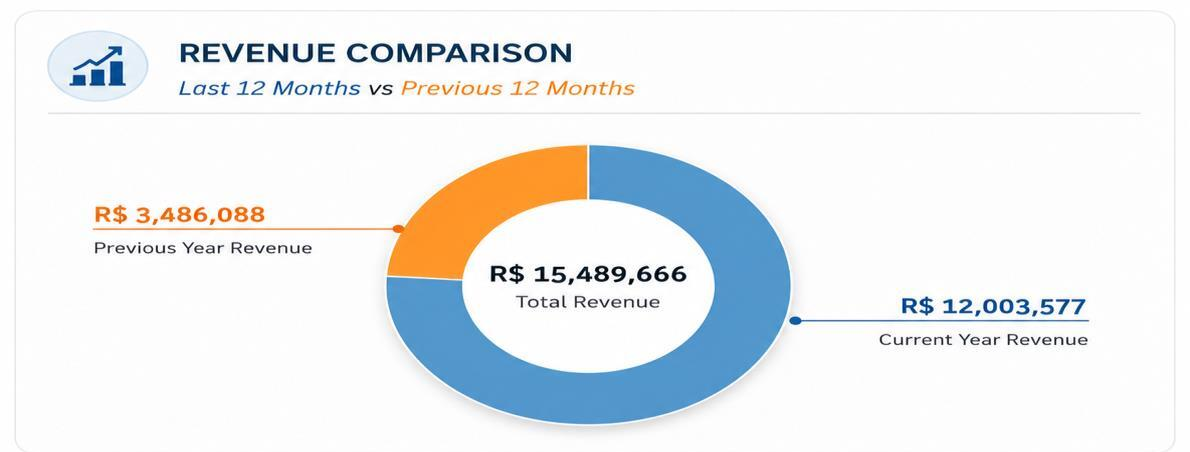 REVENUE COMPARISON
Last 12 Months vs Previous 12 Months
R$ 3,486,088
Previous Year Revenue
R$ 15,489,666
Total Revenue
R$ 12,003,577
Current Year Revenue